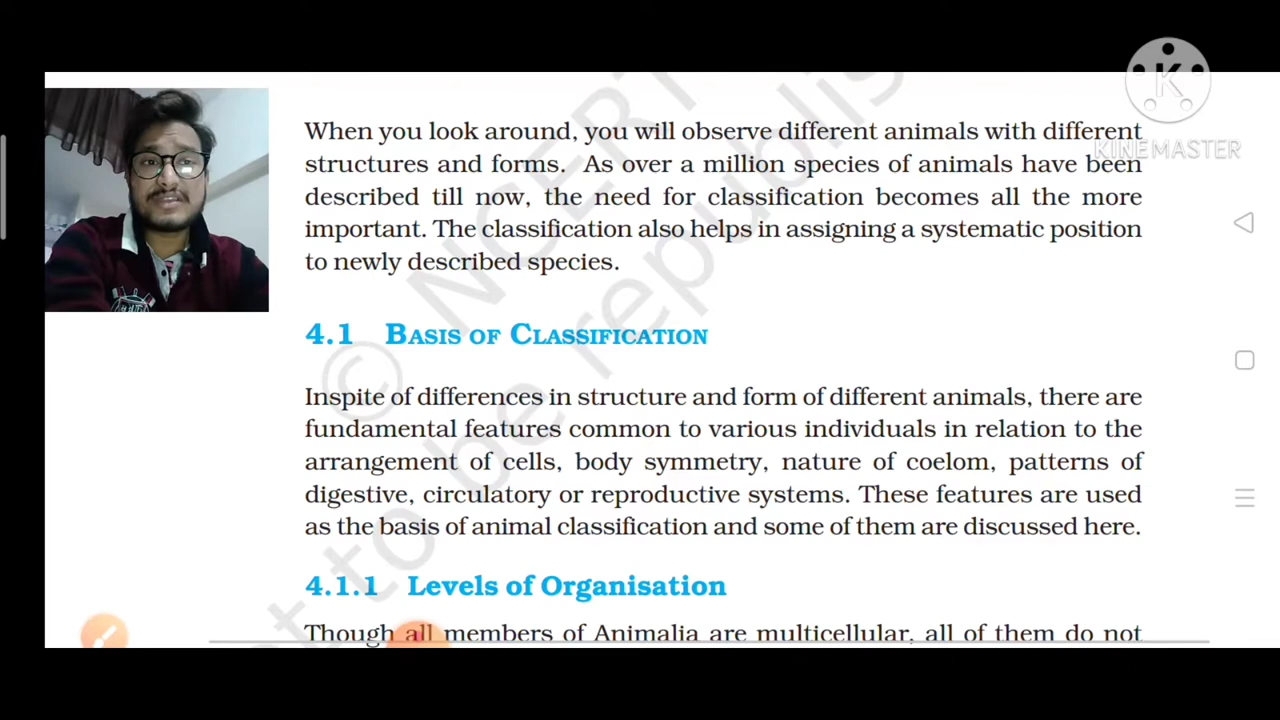 When you look around, you will observe different animals with different
structures and forms. As over a million species of animals have been
described till now, the need for classification becomes all the more
important. The classification also helps in assigning a systematic position
to newly described species.
4.1 BASIS OF CLASSIFICATION
Inspite of differences in structure and form of different animals, there are
fundamental features common to various individuals in relation to the
arrangement of cells, body symmetry, nature of coelom, patterns of
digestive, circulatory or reproductive systems. These features are used
as the basis of animal classification and some of them are discussed here.
4.1.1 Levels of Organisation
Though all members of Animalia are multicellular, all of them do not
© NCERT
to be republis
K
KINEMASTER